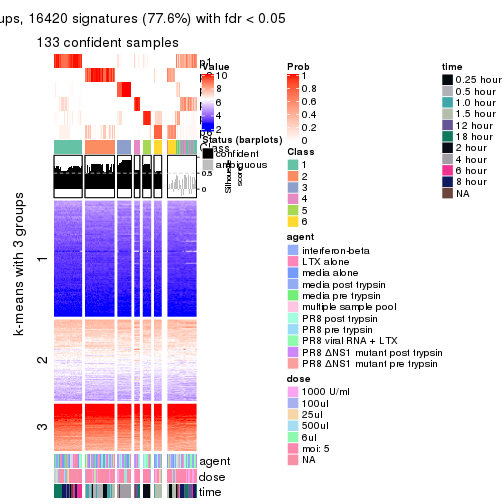 ups, 16420 signatures (77.6%) with fdr < 0.05
133 confident samples
p1
Value
10
8
6
4
2
Status (barplots)
confident
ambiguous
0.5
0
k-means with 3 groups
1
2
3
agent
dose
time
Prob
1
0.8
0.6
0.4
0.2
0
Class
1
2
3
4
5
6
agent
interferon-beta
LTX alone
media alone
media post trypsin
media pre trypsin
multiple sample pool
PR8 post trypsin
PR8 pre trypsin
PR8 viral RNA + LTX
PR8 ΔNS1 mutant post trypsin
PR8 ΔNS1 mutant pre trypsin
dose
1000 U/ml
100ul
25ul
500ul
6ul
moi: 5
NA
time
0.25 hour
0.5 hour
1.0 hour
1.5 hour
12 hour
18 hour
2 hour
4 hour
6 hour
8 hour
NA